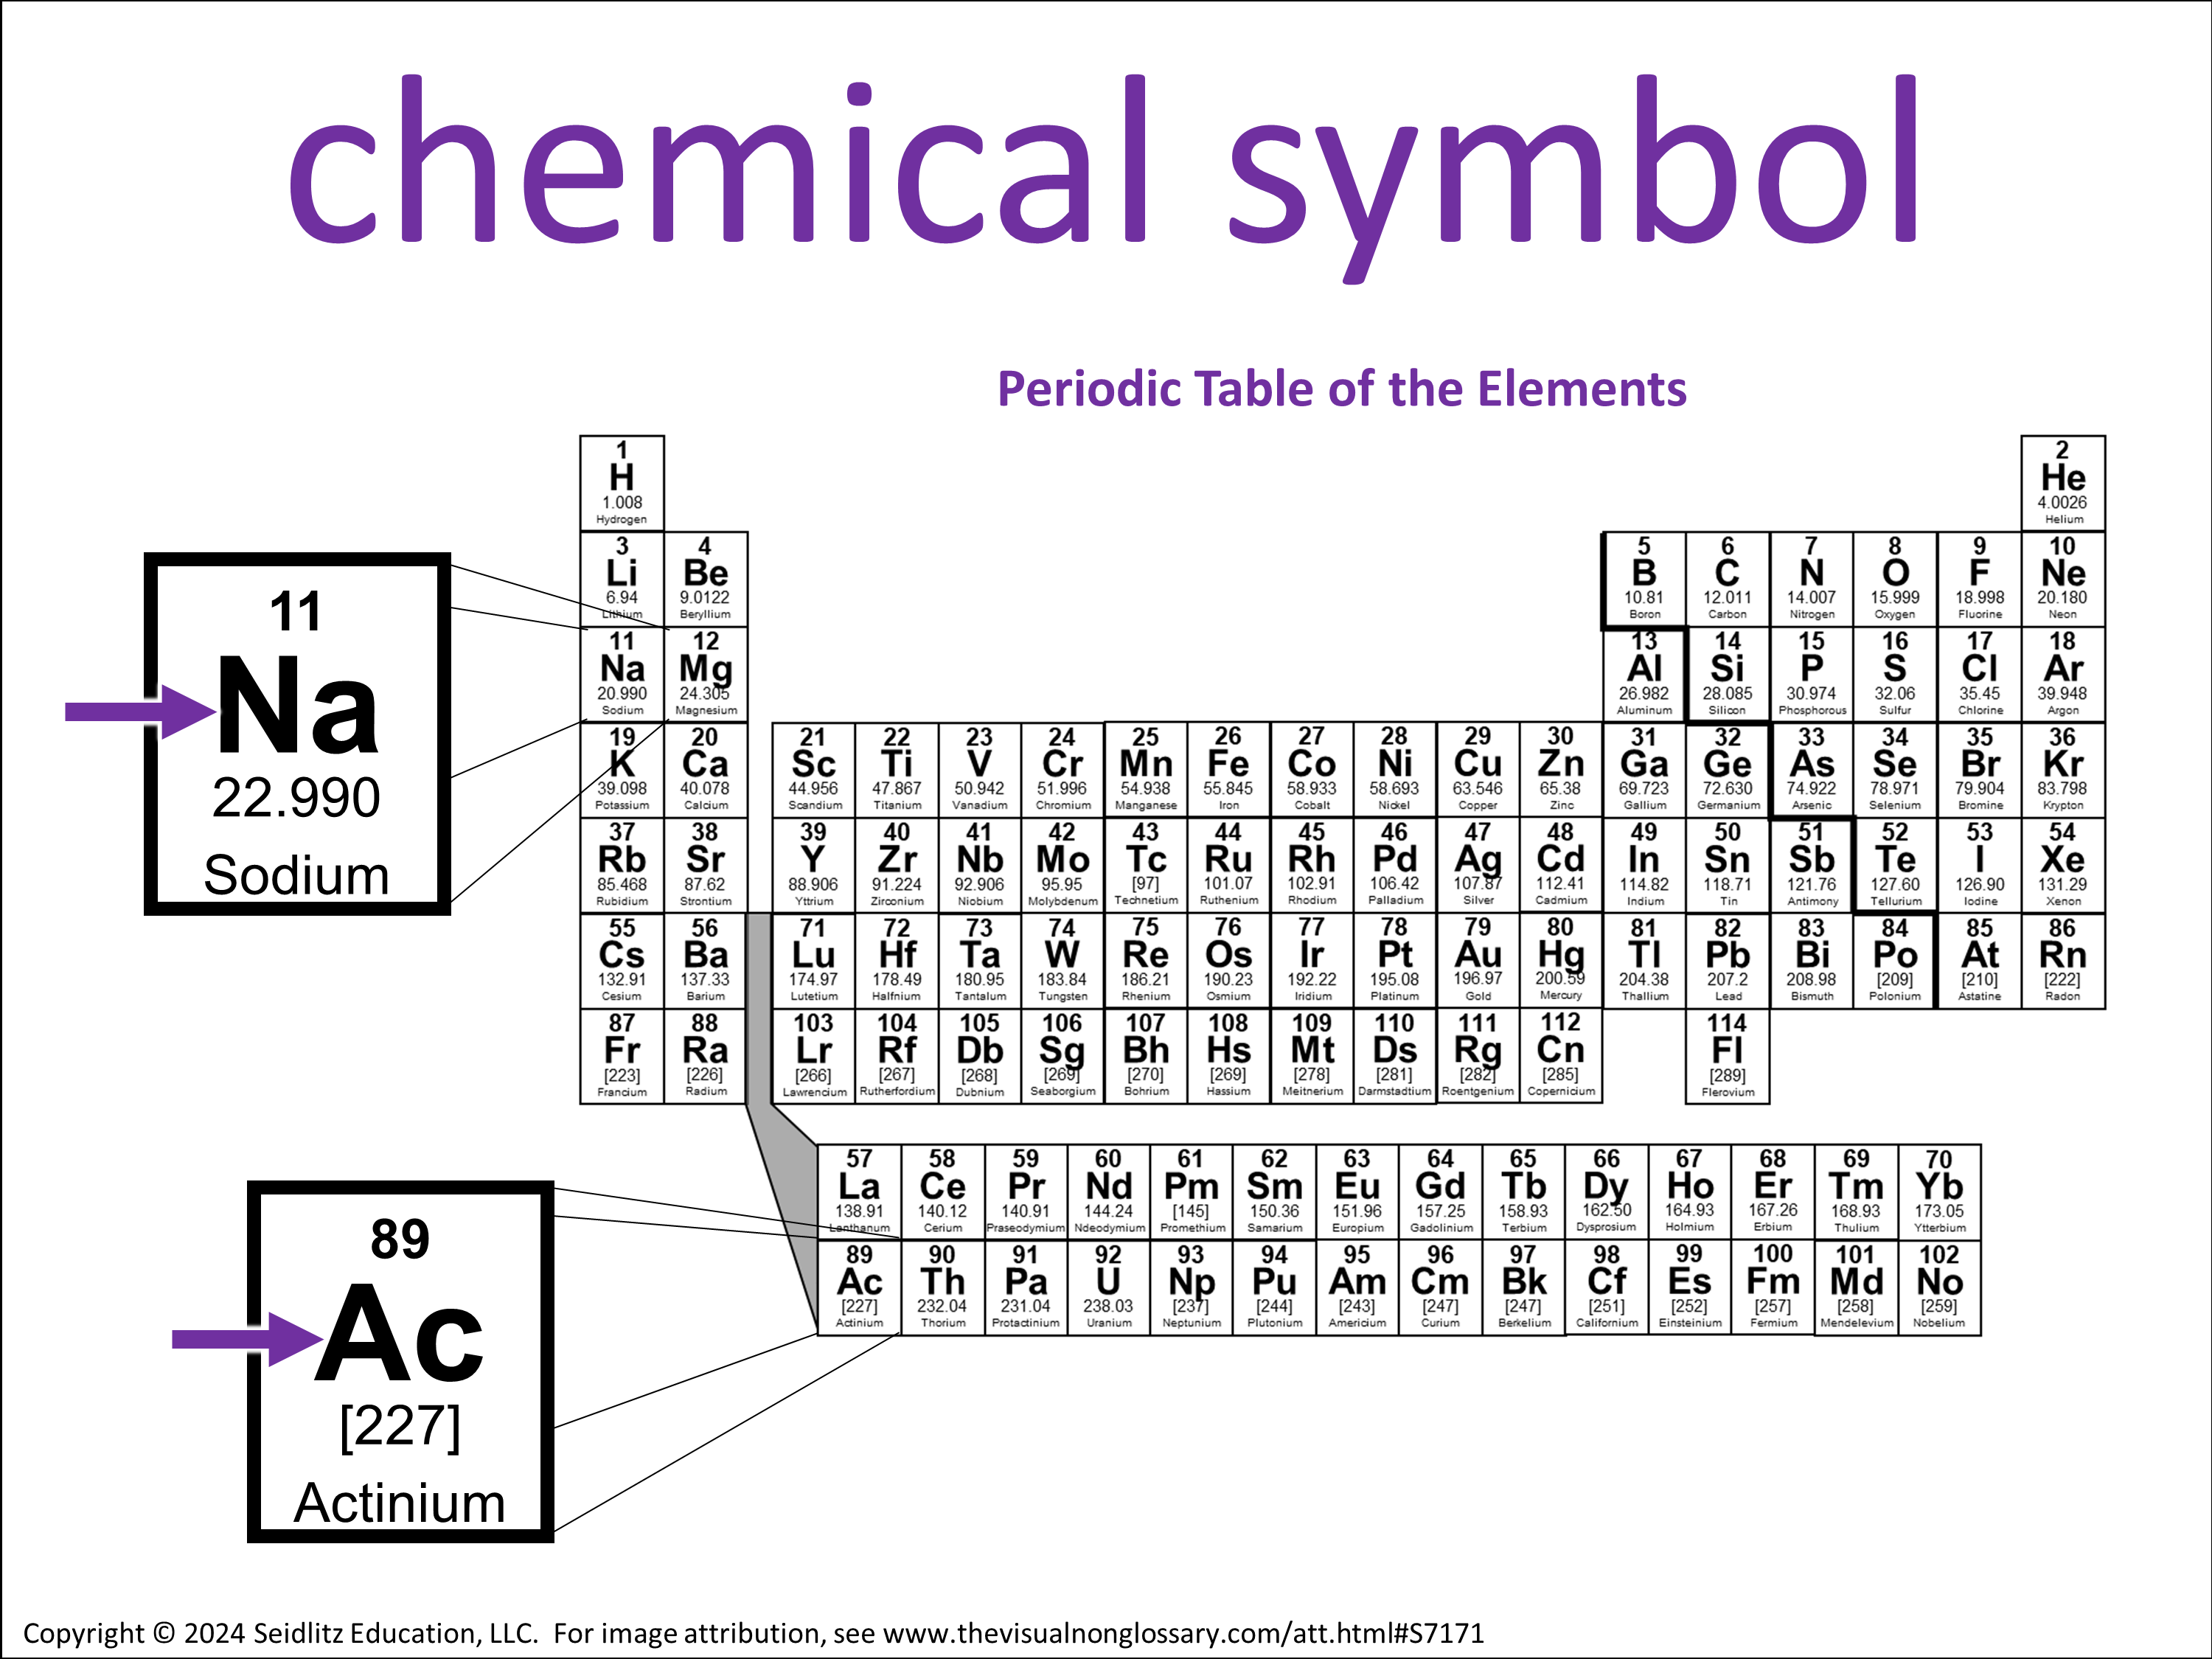 chemical symbol
Periodic Table of the Elements
11
Na
22.990
Sodium
89
Ac
[227]
Actinium
1 2
H He
1.008 4.0026
Hydrogen Helium
3 4 5 6 7 8 9 10
Li Be B C N O F Ne
6.94 9.0122 10.81 12.011 14.007 15.999 18.998 20.180
Lithium Beryllium Boron Carbon Nitrogen Oxygen Fluorine Neon
11 12 13 14 15 16 17 18
Na Mg Al Si P S Cl Ar
20.990 24.305 26.982 28.085 30.974 32.06 35.45 39.948
Sodium Magnesium Aluminum Silicon Phosphorous Sulfur Chlorine Argon
19 20 21 22 23 24 25 26 27 28 29 30 31 32 33 34 35 36
K Ca Sc Ti V Cr Mn Fe Co Ni Cu Zn Ga Ge As Se Br Kr
39.098 40.078 44.956 47.867 50.942 51.996 54.938 55.845 58.933 58.693 63.546 65.38 69.723 72.630 74.922 78.971 79.904 83.798
Potassium Calcium Scandium Titanium Vanadium Chromium Manganese Iron Cobalt Nickel Copper Zinc Gallium Germanium Arsenic Selenium Bromine Krypton
37 38 39 40 41 42 43 44 45 46 47 48 49 50 51 52 53 54
Rb Sr Y Zr Nb Mo Tc Ru Rh Pd Ag Cd In Sn Sb Te I Xe
85.468 87.62 88.906 91.224 92.906 95.95 [97] 101.07 102.91 106.42 107.87 112.41 114.82 118.71 121.76 127.60 126.90 131.29
Rubidium Strontium Yttrium Zirconium Niobium Molybdenum Technetium Ruthenium Rhodium Palladium Silver Cadmium Indium Tin Antimony Tellurium Iodine Xenon
55 56 71 72 73 74 75 76 77 78 79 80 81 82 83 84 85 86
Cs Ba Lu Hf Ta W Re Os Ir Pt Au Hg Tl Pb Bi Po At Rn
132.91 137.33 174.97 178.49 180.95 183.84 186.21 190.23 192.22 195.08 196.97 200.59 204.38 207.2 208.98 [209] [210] [222]
Cesium Barium Lutetium Halfnium Tantalum Tungsten Rhenium Osmium Iridium Platinum Gold Mercury Thallium Lead Bismuth Polonium Astatine Radon
87 88 103 104 105 106 107 108 109 110 111 112 114
Fr Ra Lr Rf Db Sg Bh Hs Mt Ds Rg Cn Fl
[223] [226] [266] [267] [268] [269] [270] [269] [278] [281] [282] [285] [289]
Francium Radium Lawrencium Rutherfordium Dubnium Seaborgium Bohrium Hassium Meitnerium Darmstadtium Roentgenium Copernicium Flerovium
57 58 59 60 61 62 63 64 65 66 67 68 69 70
La Ce Pr Nd Pm Sm Eu Gd Tb Dy Ho Er Tm Yb
138.91 140.12 140.91 144.24 [145] 150.36 151.96 157.25 158.93 162.50 164.93 167.26 168.93 173.05
Lanthanum Cerium Praseodymium Ndeodymium Promethium Samarium Europium Gadolinium Terbium Dysprosium Holmium Erbium Thulium Ytterbium
89 90 91 92 93 94 95 96 97 98 99 100 101 102
Ac Th Pa U Np Pu Am Cm Bk Cf Es Fm Md No
[227] 232.04 231.04 238.03 [237] [244] [243] [247] [247] [251] [252] [257] [258] [259]
Actinium Thorium Protactinium Uranium Neptunium Plutonium Americium Curium Berkelium Californium Einsteinium Fermium Mendelevium Nobelium
Copyright © 2024 Seidlitz Education, LLC. For image attribution, see www.thevisualnonglossary.com/att.html#S7171